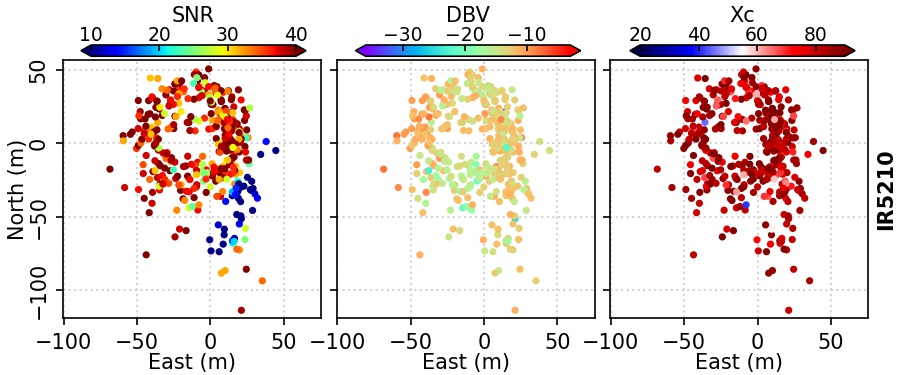 SNR DBV Xc
10 20 30 40 −30 −20 −10 20 40 60 80
50
0
−50
−100
North (m)
−100 −50 0 50 −100 −50 0 50 −100 −50 0 50
East (m) East (m) East (m)
IR5210